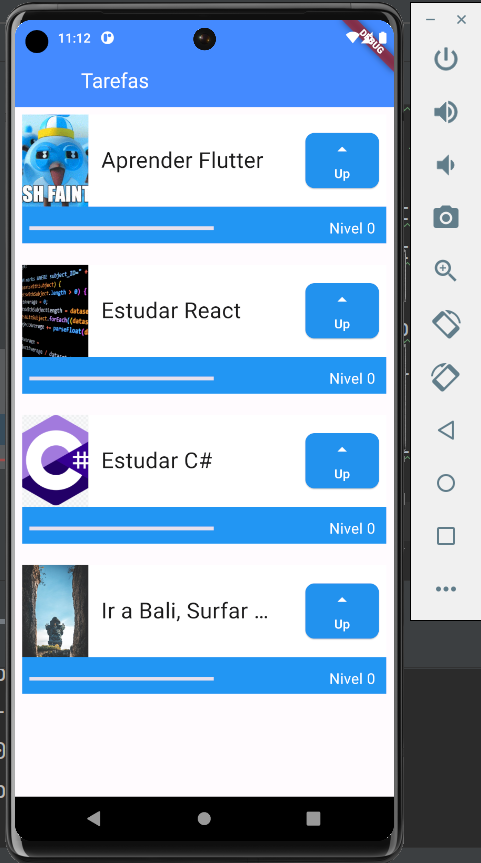 11:12
DEBUG
Tarefas
SH FAINT
Aprender Flutter
Up
Nivel 0
Estudar React
Up
Nivel 0
C#
Estudar C#
Up
Nivel 0
Ir a Bali, Surfar ...
Up
Nivel 0